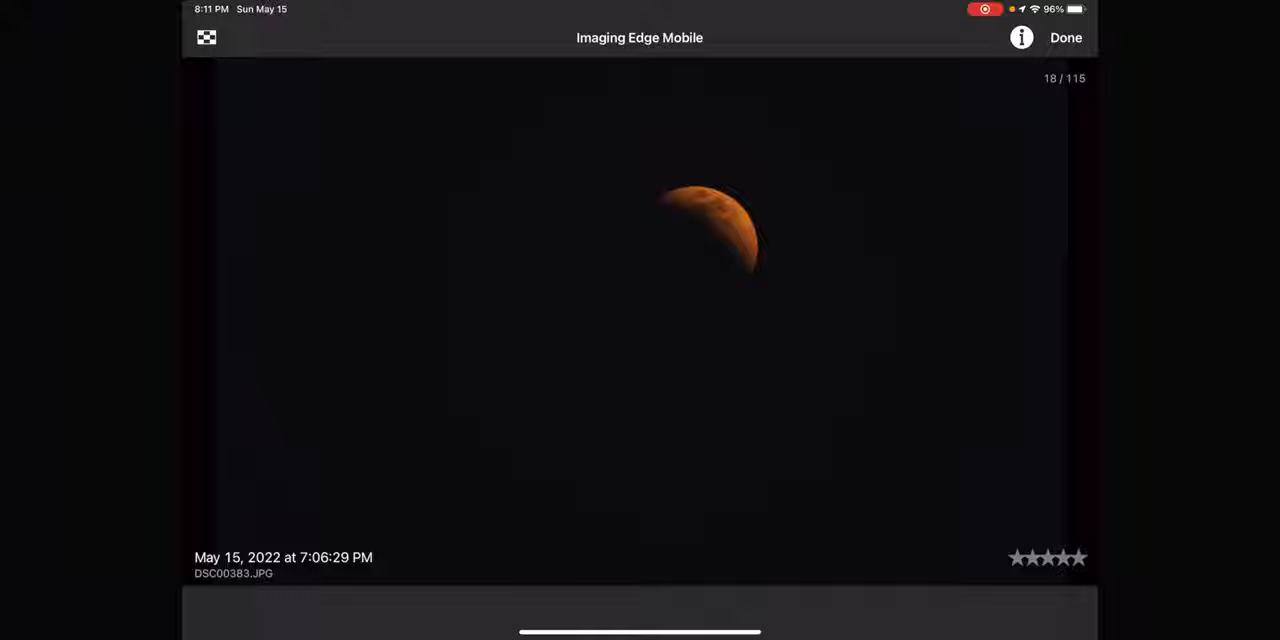 8:11 PM Sun May 15
96%
Imaging Edge Mobile
Done
18 / 115
May 15, 2022 at 7:06:29 PM
DSC00383.JPG